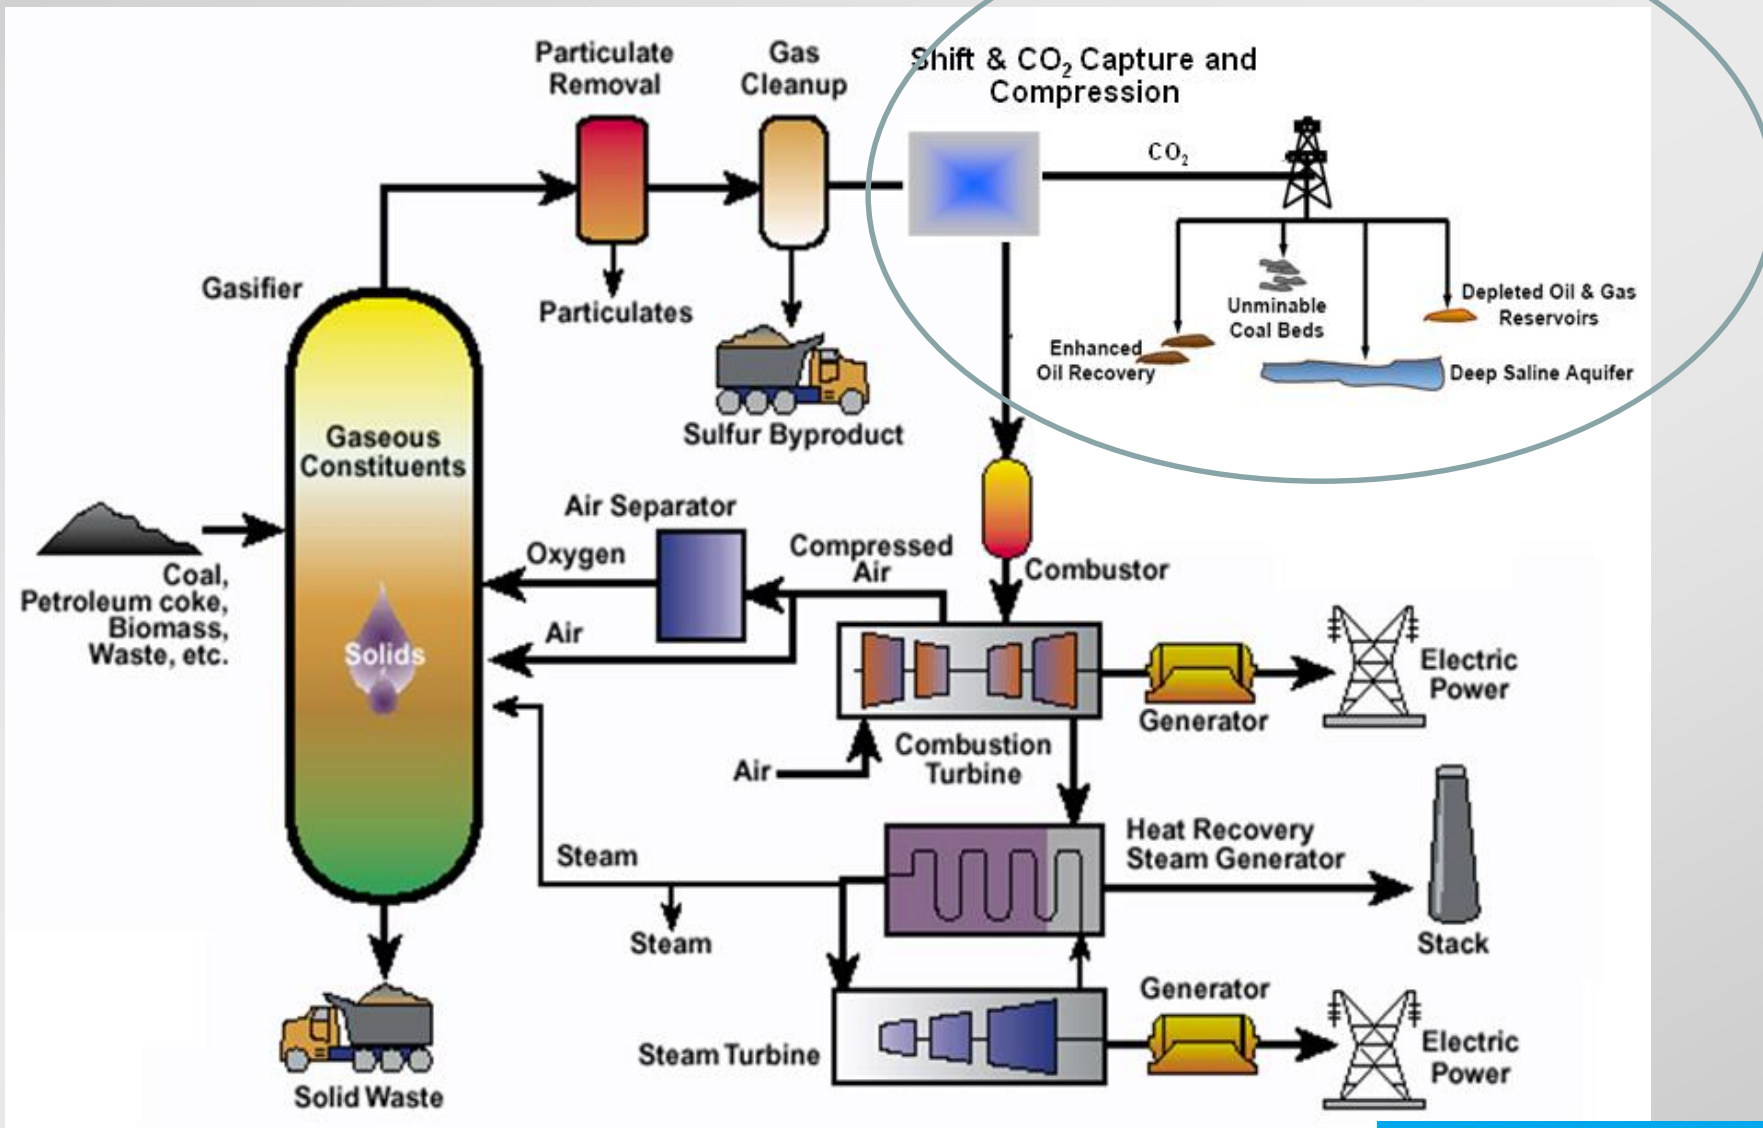 Particulate
Removal
Gas
Cleanup
Shift & CO₂ Capture and
Compression
CO₂
Gasifier
Particulates
Unminable
Coal Beds
Depleted Oil & Gas
Reservoirs
Enhanced
Oil Recovery
Deep Saline Aquifer
Sulfur Byproduct
Gaseous
Constituents
Air Separator
Oxygen
Compressed
Air
Combustor
Coal,
Petroleum coke,
Biomass,
Waste, etc.
Air
Solids
Electric
Power
Generator
Combustion
Turbine
Air
Heat Recovery
Steam Generator
Steam
Steam
Stack
Generator
Steam Turbine
Electric
Power
Solid Waste